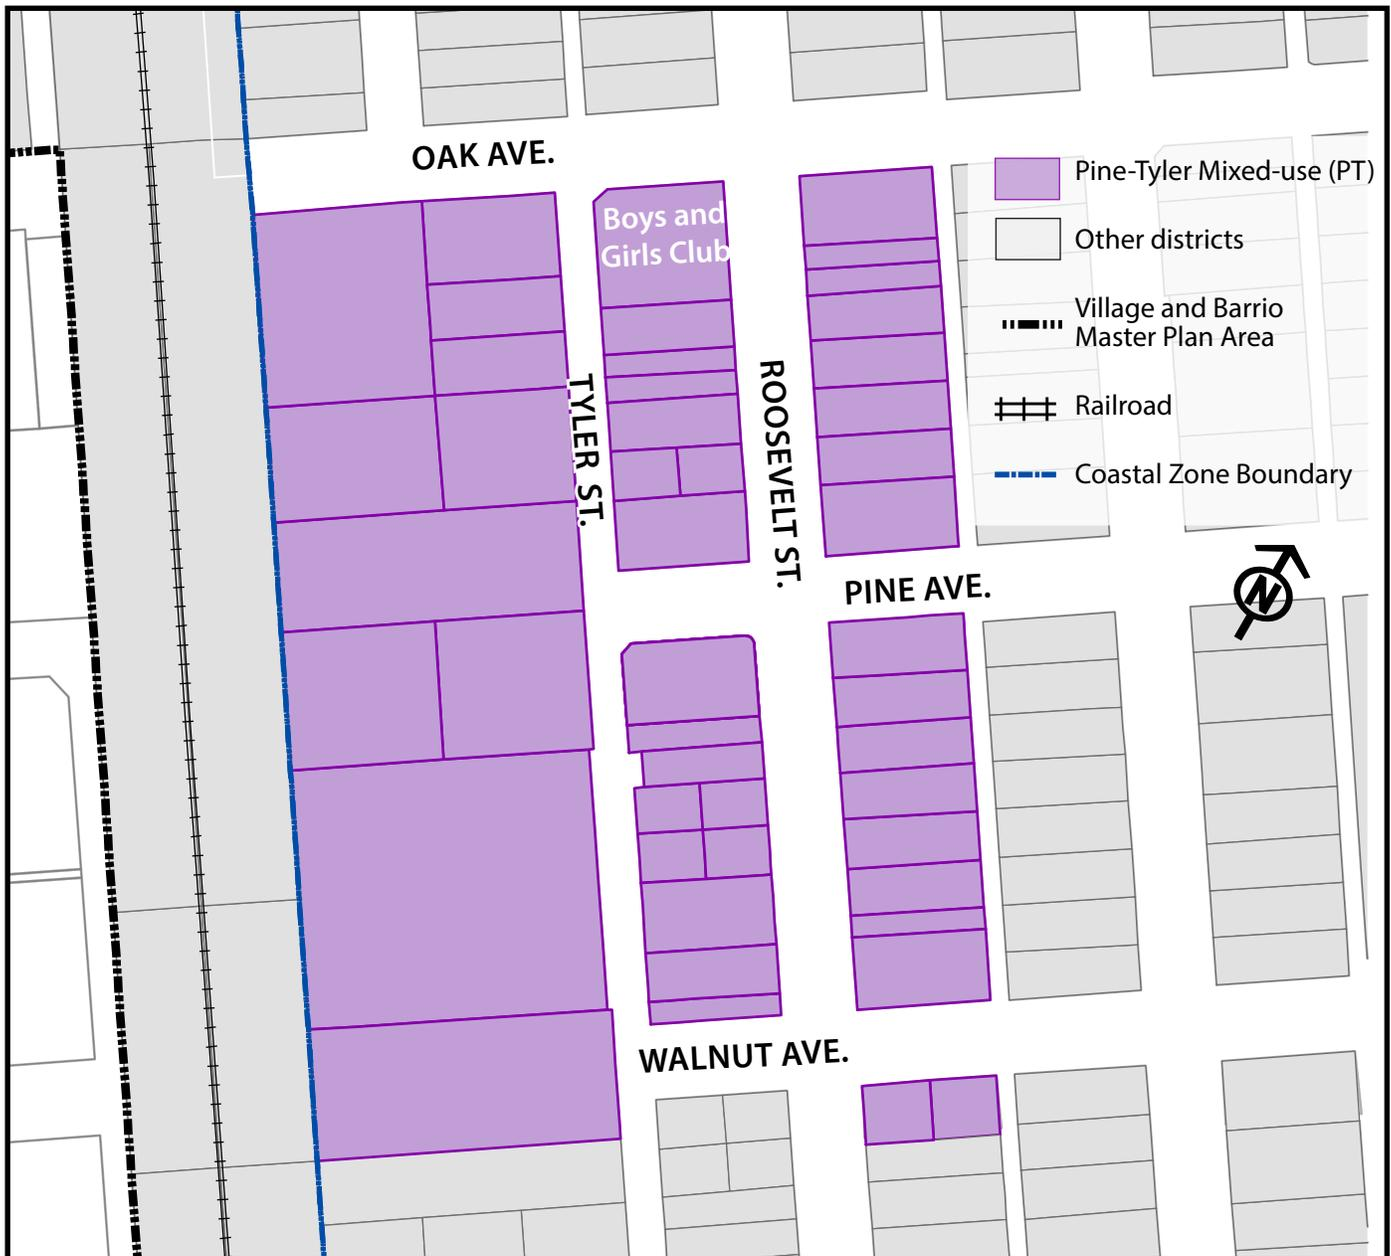 OAK AVE.
Boys and
Girls Club
TYLER ST.
ROOSEVELT ST.
PINE AVE.
WALNUT AVE.
Pine-Tyler Mixed-use (PT)
Other districts
Village and Barrio
Master Plan Area
Railroad
Coastal Zone Boundary
N